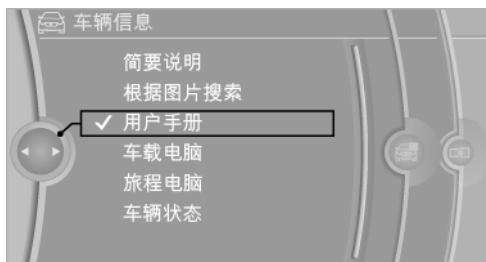 车辆信息
简要说明
根据图片搜索
用户手册
车载电脑
旅程电脑
车辆状态